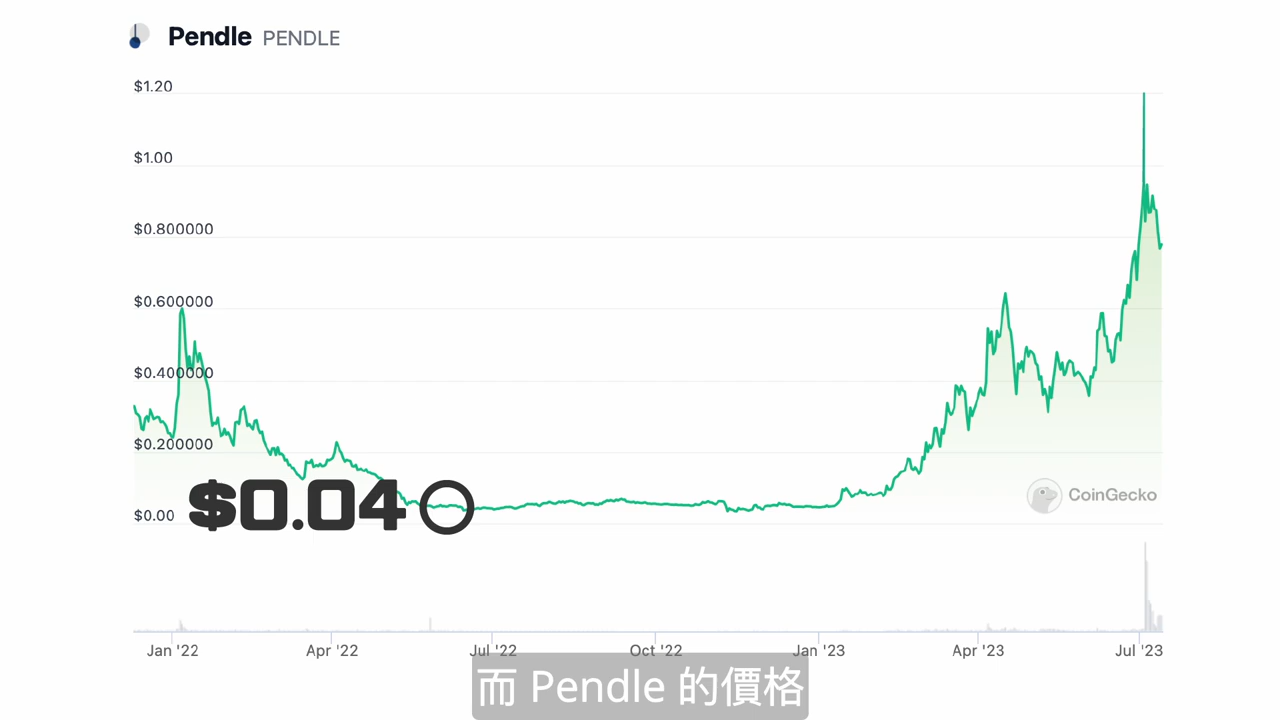 Pendle PENDLE
$1.20
$1.00
$0.800000
$0.600000
$0.400000
$0.200000
$0.04
$0.00
CoinGecko
Jan '22 Apr '22 Jul '22 Oct '22 Jan '23 Apr '23 Jul '23
而 Pendle 的價格